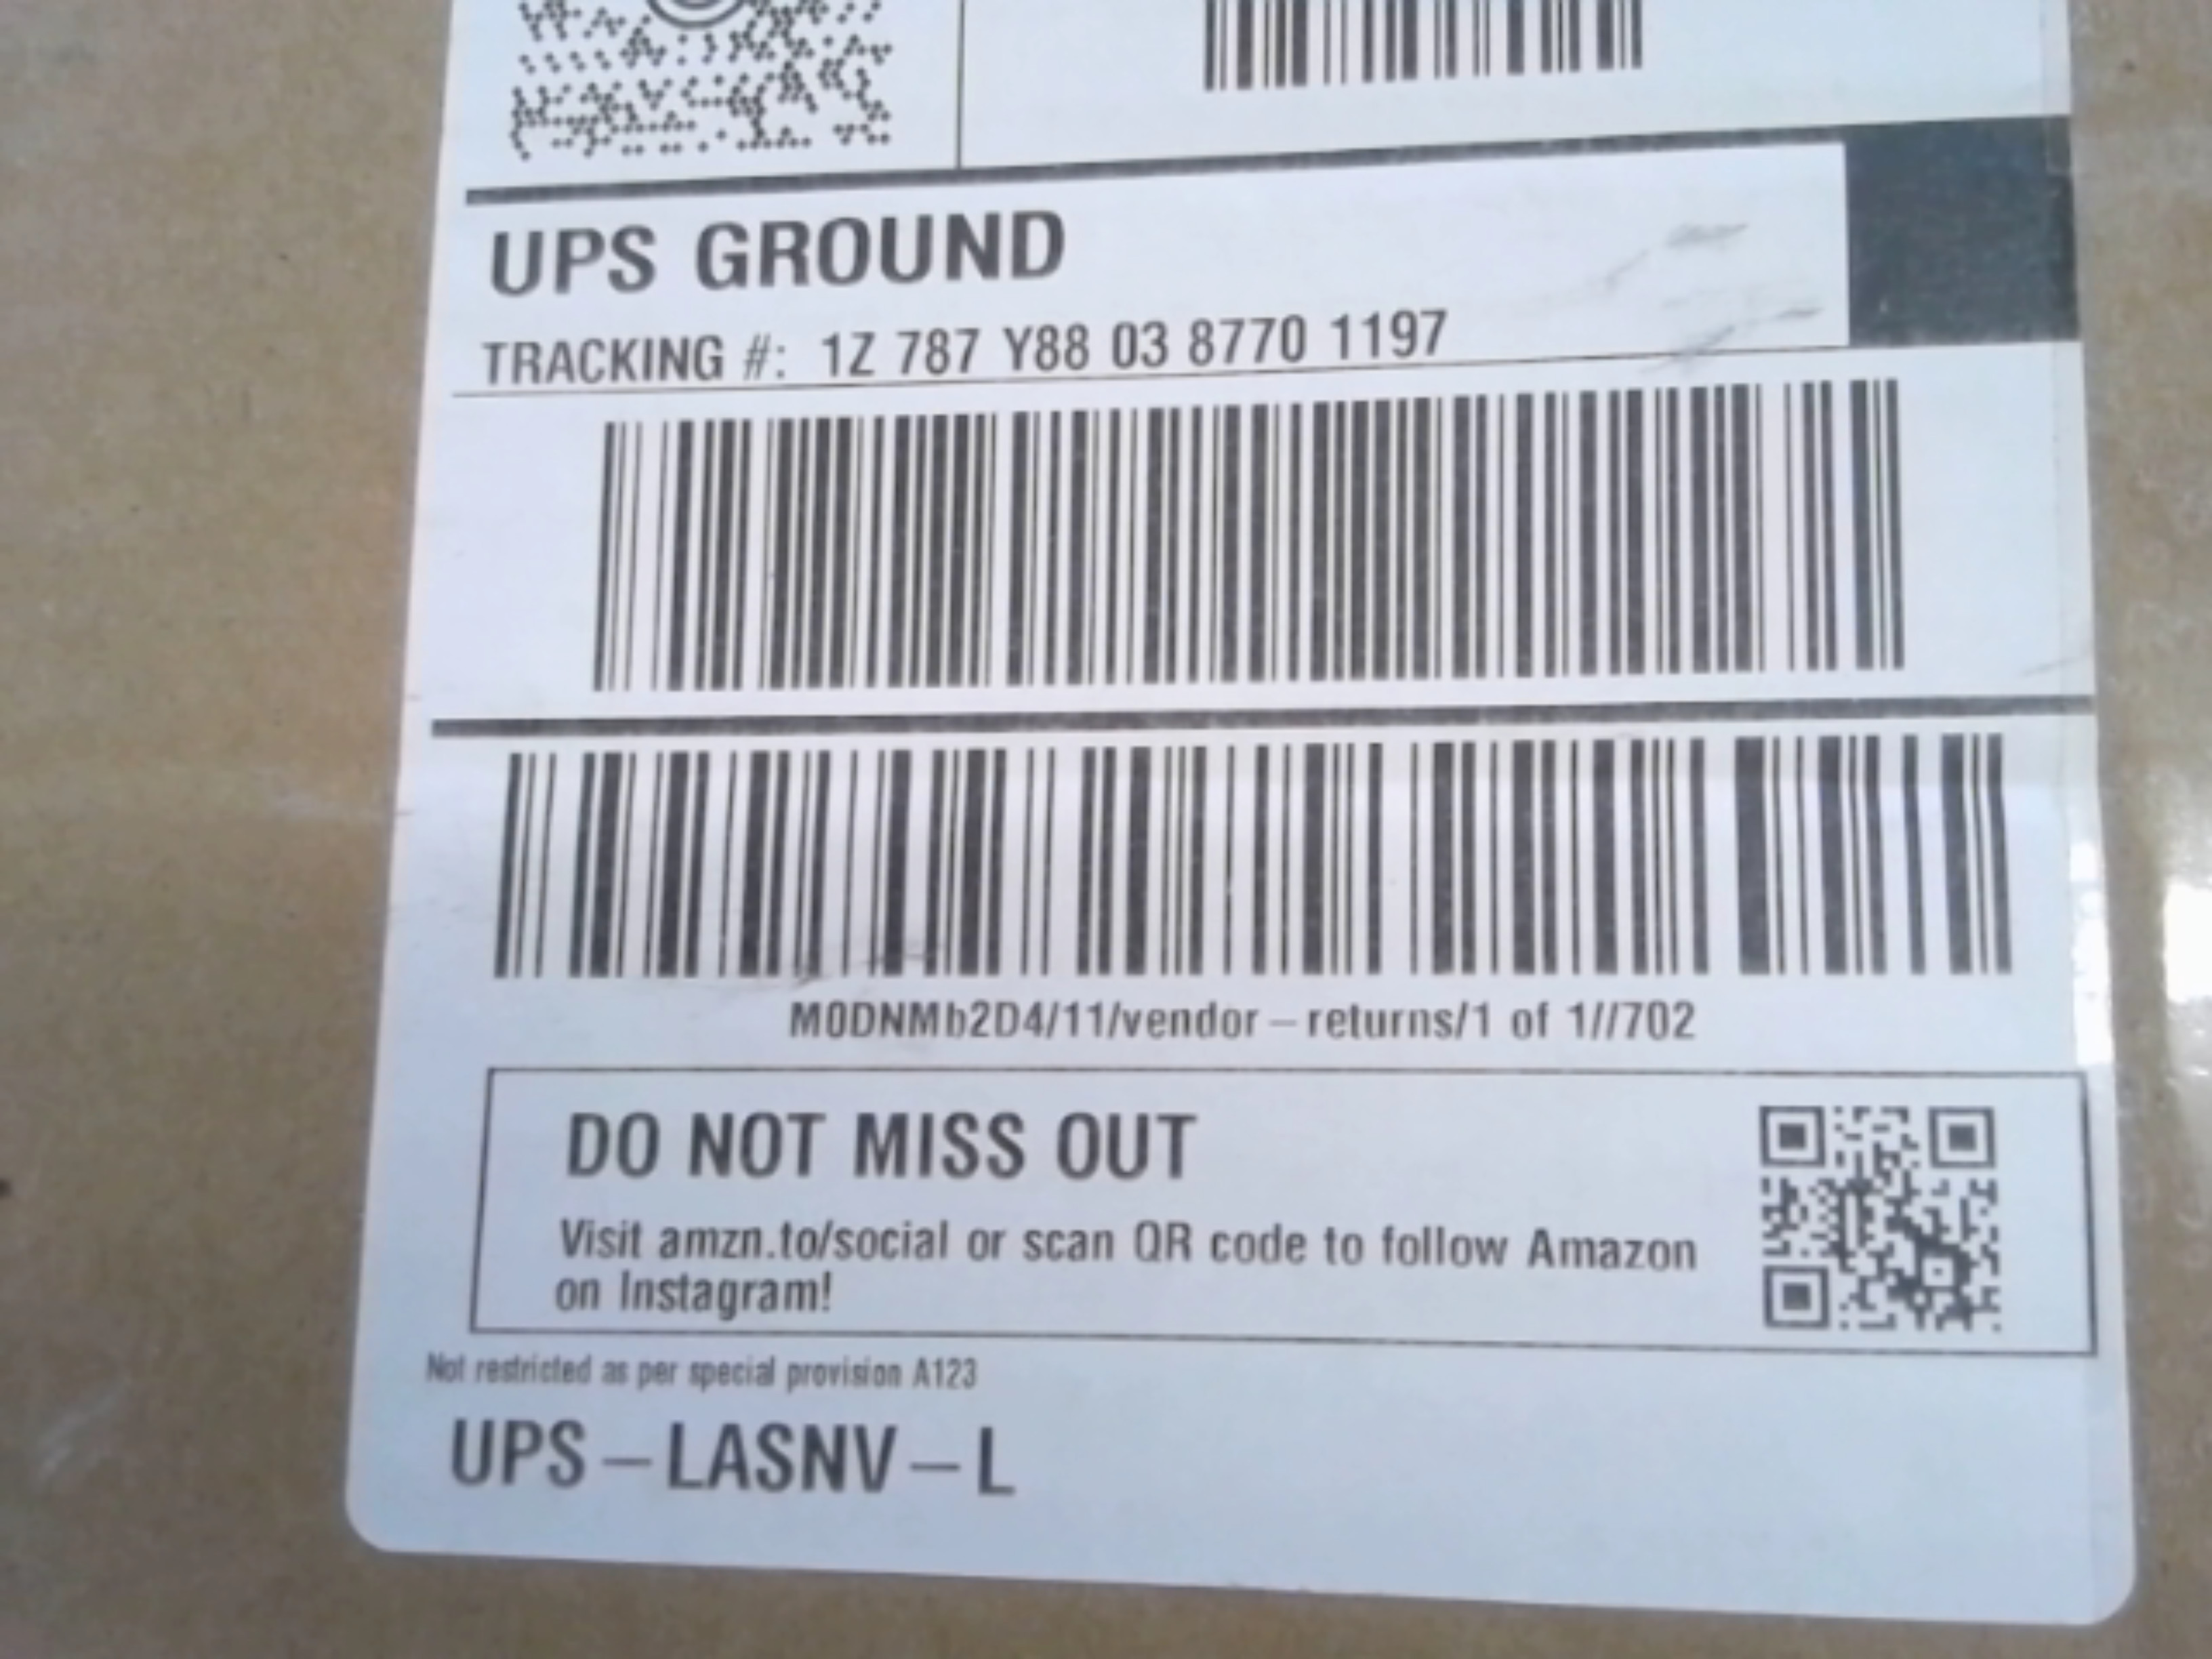 UPS GROUND
TRACKING #: 1Z 787 Y88 03 8770 1197
MODNMb2D4/11/vendor-returns/1 of 1//702
DO NOT MISS OUT
Visit amzn.to/social or scan QR code to follow Amazon
on Instagram!
Not restricted as per special provision A123
UPS-LASNV-L